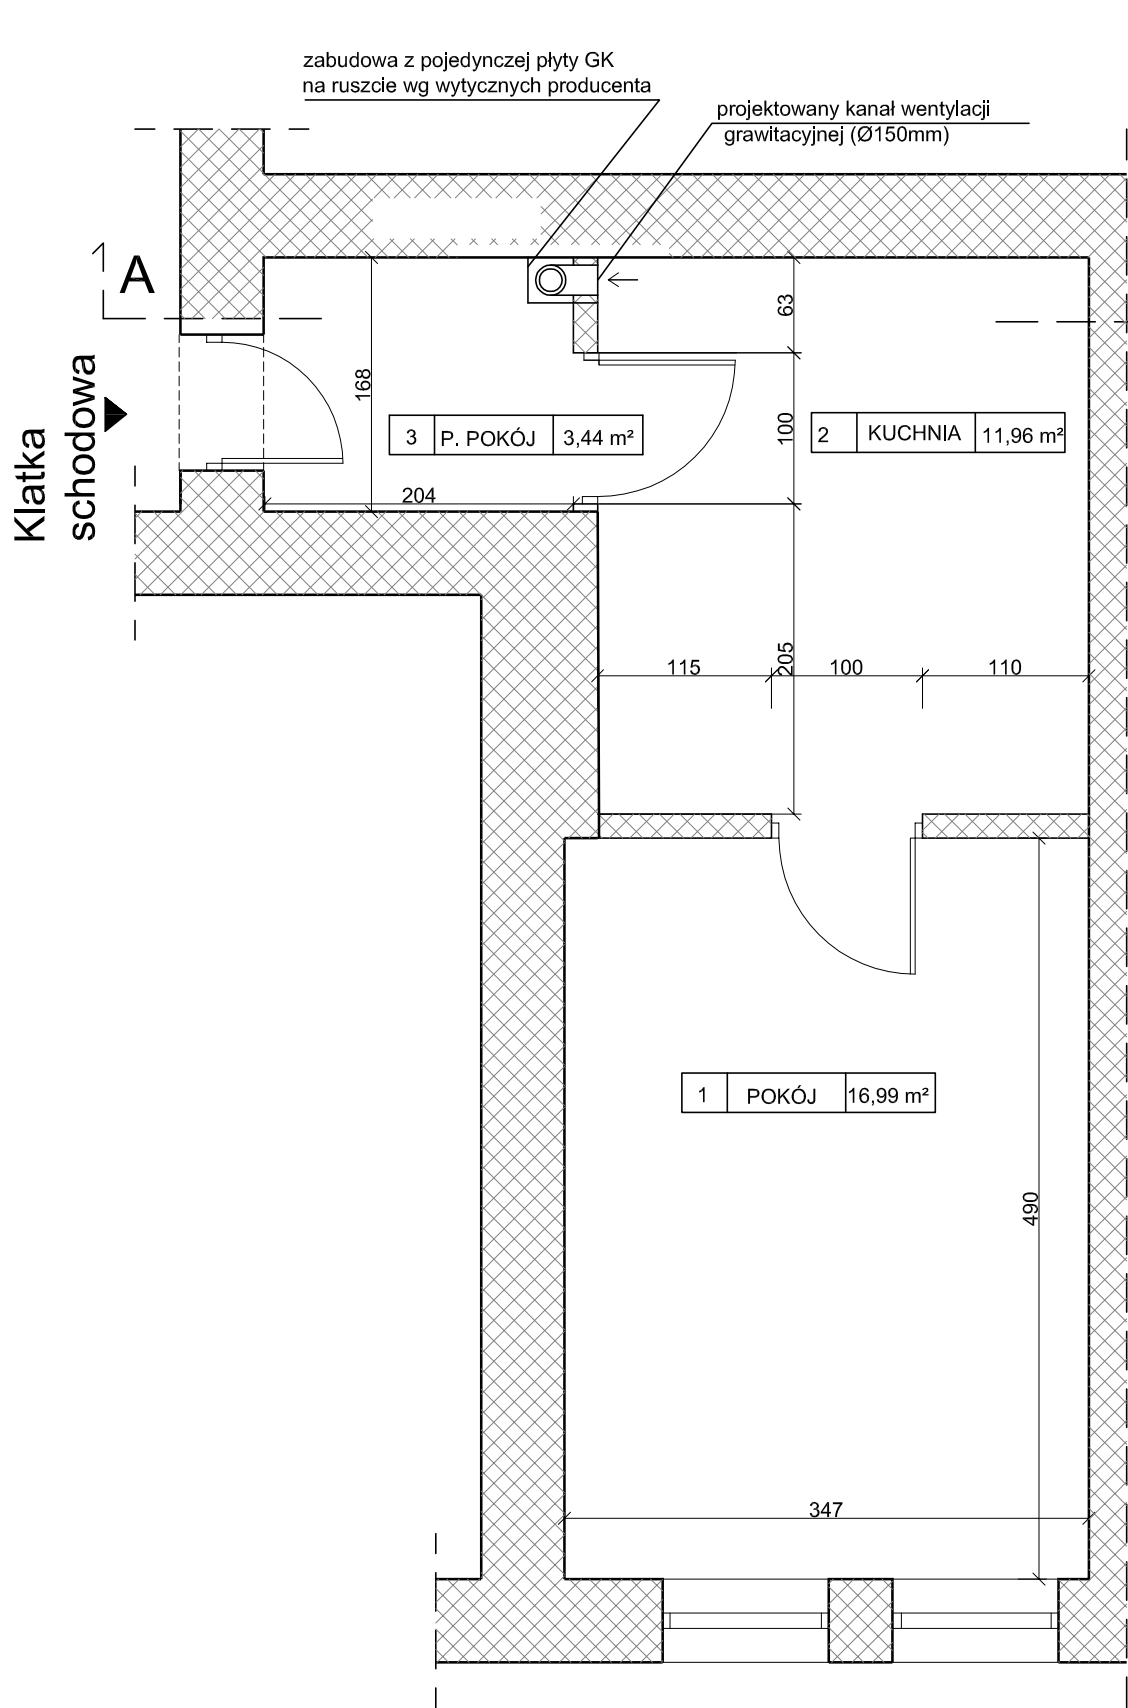 zabudowa z pojedynczej płyty GK
na ruszcie wg wytycznych producenta
projektowany kanał wentylacji
grawitacyjnej (Ø150mm)
A
Klatka
schodowa
63
168
100
3 P. POKÓJ 3,44 m²
2 KUCHNIA 11,96 m²
204
205
115
100
110
1 POKÓJ 16,99 m²
490
347